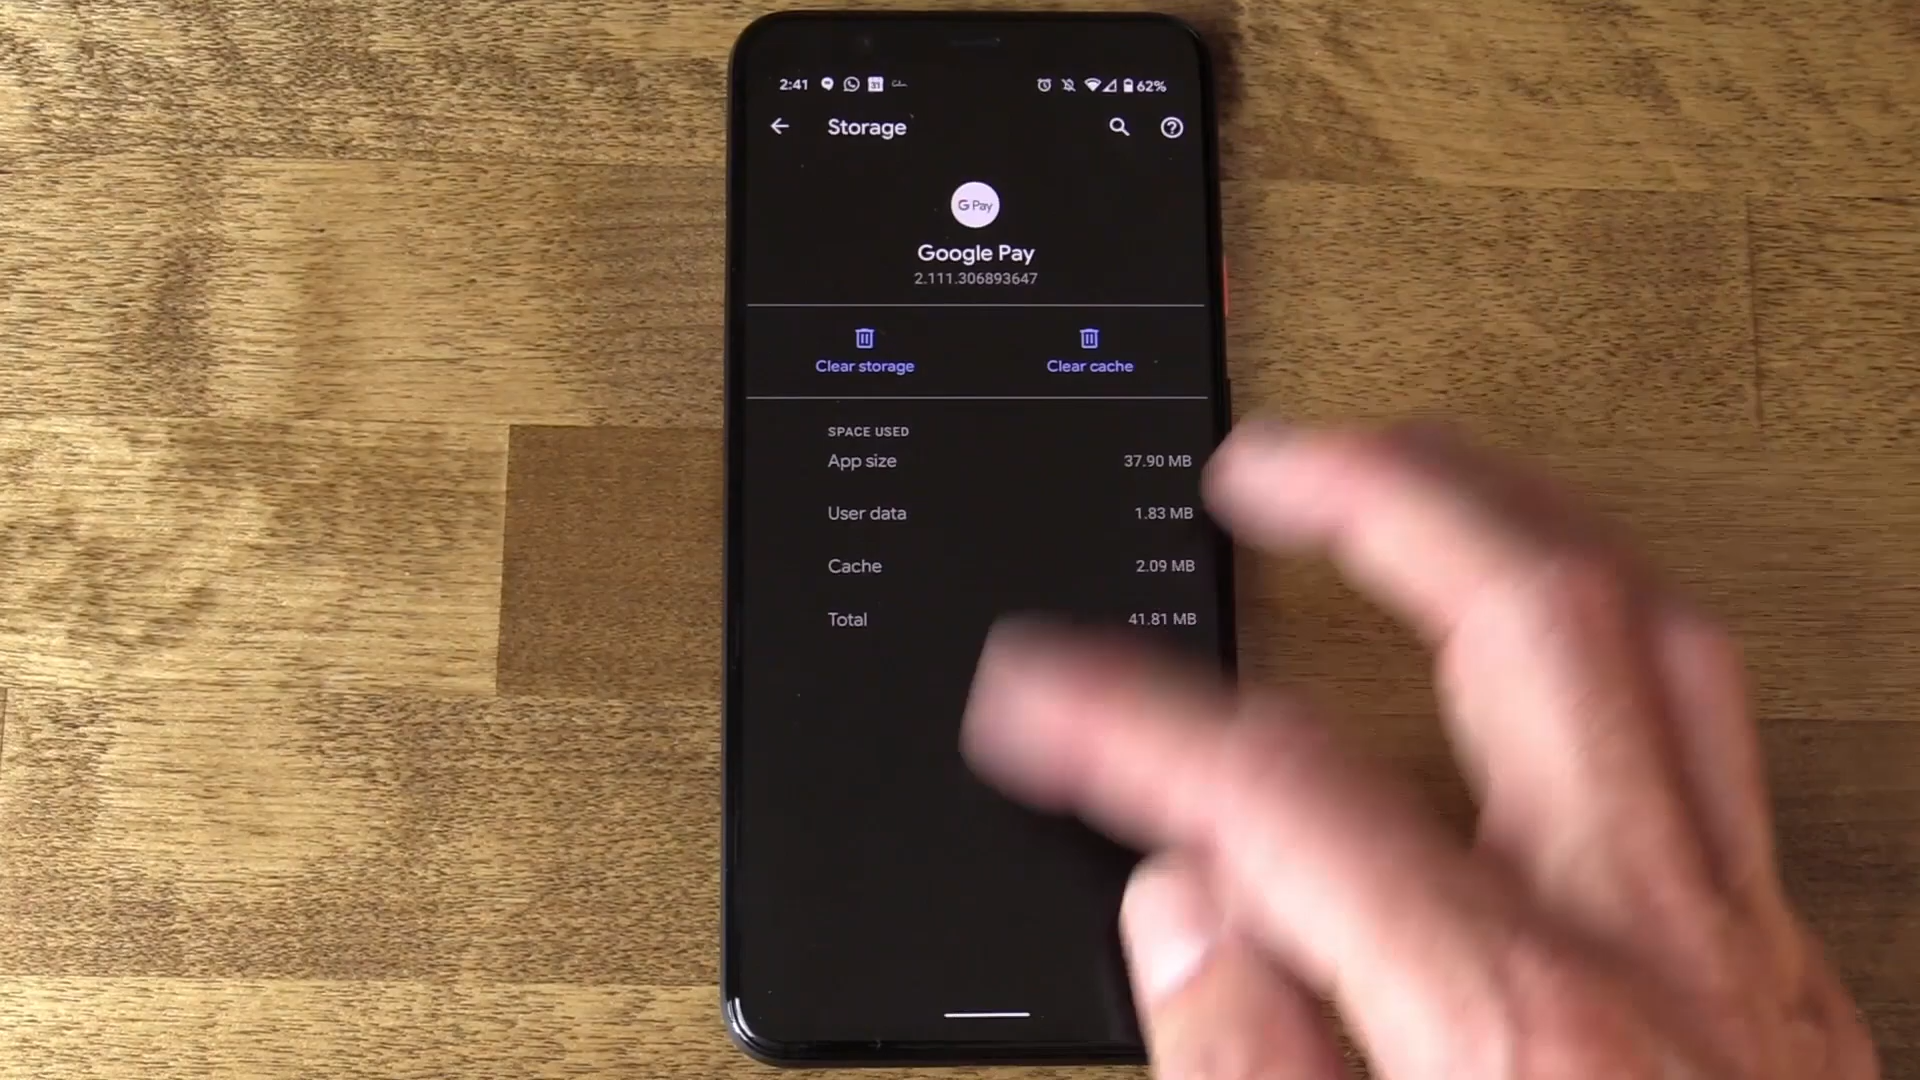 2:41 31 62%
Storage
G Pay
Google Pay
2.111.306893647
Clear storage Clear cache
SPACE USED
App size 37.90 MB
User data 1.83 MB
Cache 2.09 MB
Total 41.81 MB